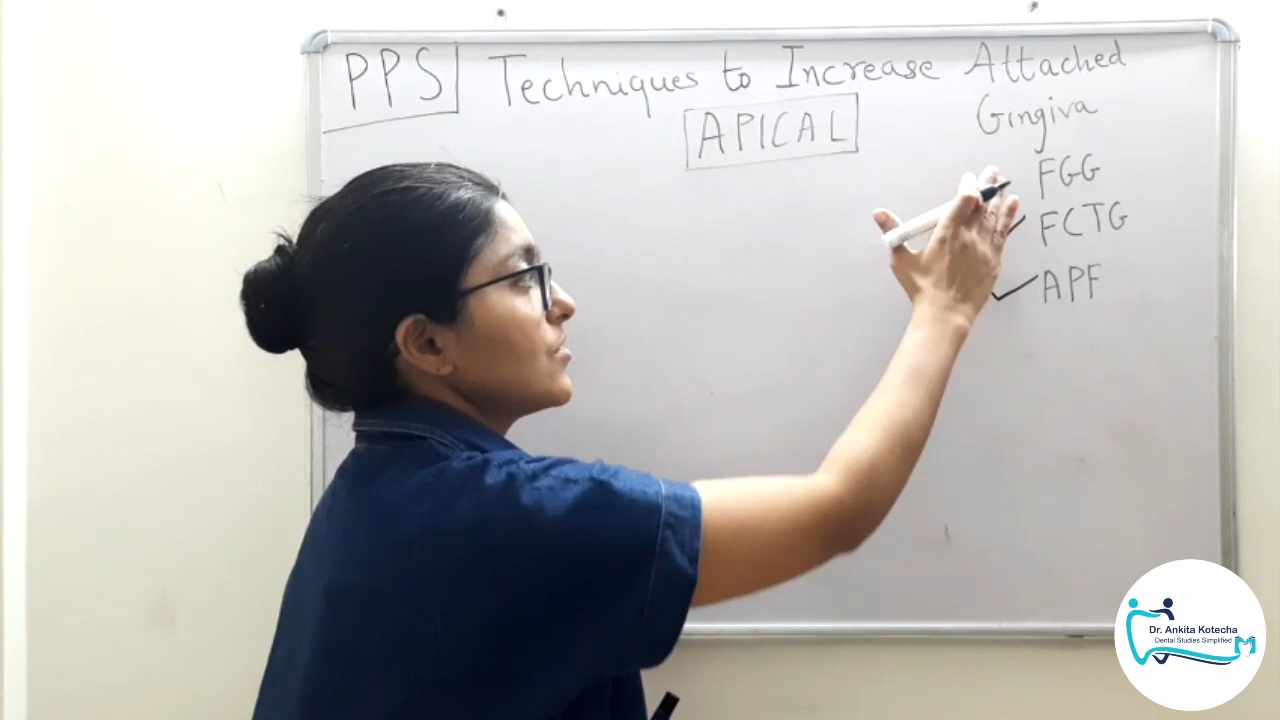 PPS Techniques to Increase Attached
Gingiva
APICAL
FGG
FCTG
APF
Dr. Ankita Kotecha
Dental Studies Simplified